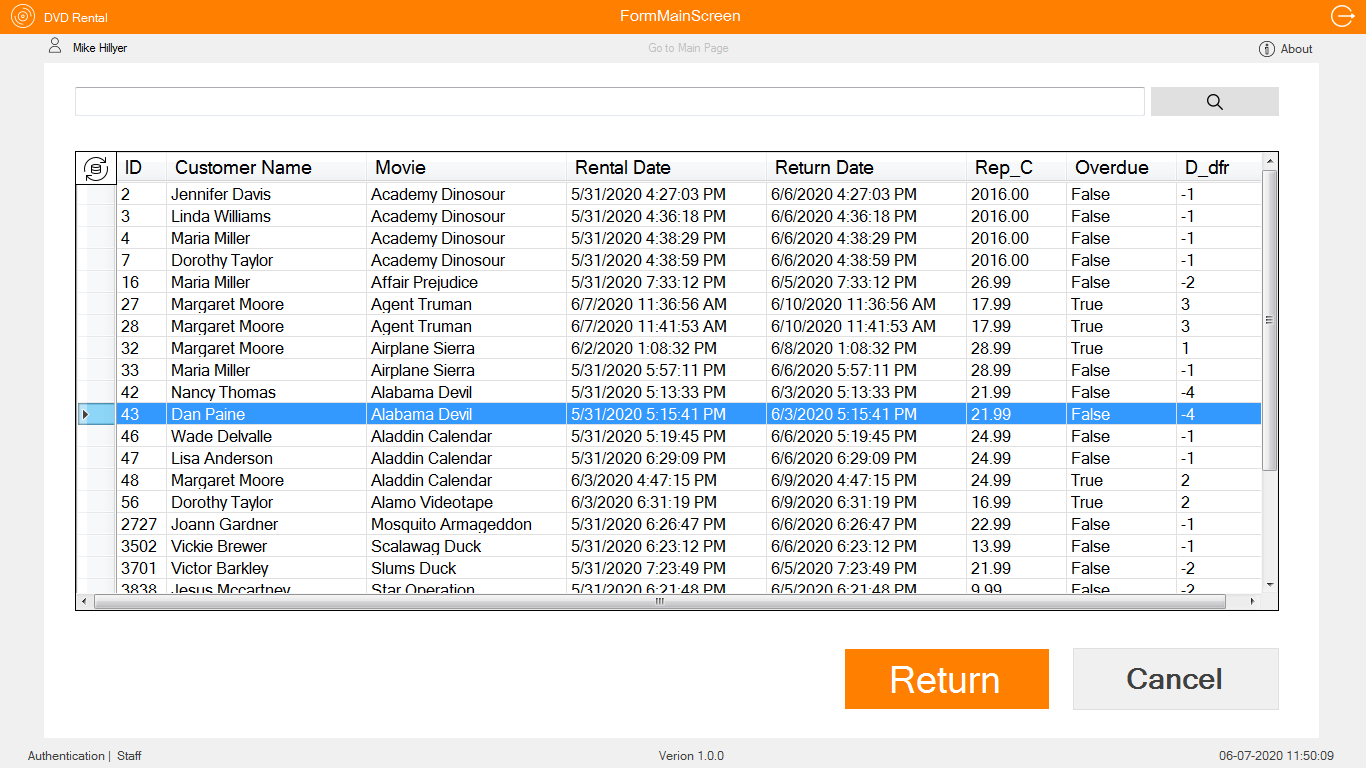 DVD Rental FormMainScreen
Mike Hillyer Go to Main Page About
ID Customer Name Movie Rental Date Return Date Rep_C Overdue D_dfr
2 Jennifer Davis Academy Dinosour 5/31/2020 4:27:03 PM 6/6/2020 4:27:03 PM 2016.00 False -1
3 Linda Williams Academy Dinosour 5/31/2020 4:36:18 PM 6/6/2020 4:36:18 PM 2016.00 False -1
4 Maria Miller Academy Dinosour 5/31/2020 4:38:29 PM 6/6/2020 4:38:29 PM 2016.00 False -1
7 Dorothy Taylor Academy Dinosour 5/31/2020 4:38:59 PM 6/6/2020 4:38:59 PM 2016.00 False -1
16 Maria Miller Affair Prejudice 5/31/2020 7:33:12 PM 6/5/2020 7:33:12 PM 26.99 False -2
27 Margaret Moore Agent Truman 6/7/2020 11:36:56 AM 6/10/2020 11:36:56 AM 17.99 True 3
28 Margaret Moore Agent Truman 6/7/2020 11:41:53 AM 6/10/2020 11:41:53 AM 17.99 True 3
32 Margaret Moore Airplane Sierra 6/2/2020 1:08:32 PM 6/8/2020 1:08:32 PM 28.99 True 1
33 Maria Miller Airplane Sierra 5/31/2020 5:57:11 PM 6/6/2020 5:57:11 PM 28.99 False -1
42 Nancy Thomas Alabama Devil 5/31/2020 5:13:33 PM 6/3/2020 5:13:33 PM 21.99 False -4
43 Dan Paine Alabama Devil 5/31/2020 5:15:41 PM 6/3/2020 5:15:41 PM 21.99 False -4
46 Wade Delvalle Aladdin Calendar 5/31/2020 5:19:45 PM 6/6/2020 5:19:45 PM 24.99 False -1
47 Lisa Anderson Aladdin Calendar 5/31/2020 6:29:09 PM 6/6/2020 6:29:09 PM 24.99 False -1
48 Margaret Moore Aladdin Calendar 6/3/2020 4:47:15 PM 6/9/2020 4:47:15 PM 24.99 True 2
56 Dorothy Taylor Alamo Videotape 6/3/2020 6:31:19 PM 6/9/2020 6:31:19 PM 16.99 True 2
2727 Joann Gardner Mosquito Armageddon 5/31/2020 6:26:47 PM 6/6/2020 6:26:47 PM 22.99 False -1
3502 Vickie Brewer Scalawag Duck 5/31/2020 6:23:12 PM 6/6/2020 6:23:12 PM 13.99 False -1
3701 Victor Barkley Slums Duck 5/31/2020 7:23:49 PM 6/5/2020 7:23:49 PM 21.99 False -2
3838 Jesus Mccartney Star Operation 5/31/2020 6:21:48 PM 6/5/2020 6:21:48 PM 9.99 False -2
Return Cancel
Authentication | Staff Verion 1.0.0 06-07-2020 11:50:09